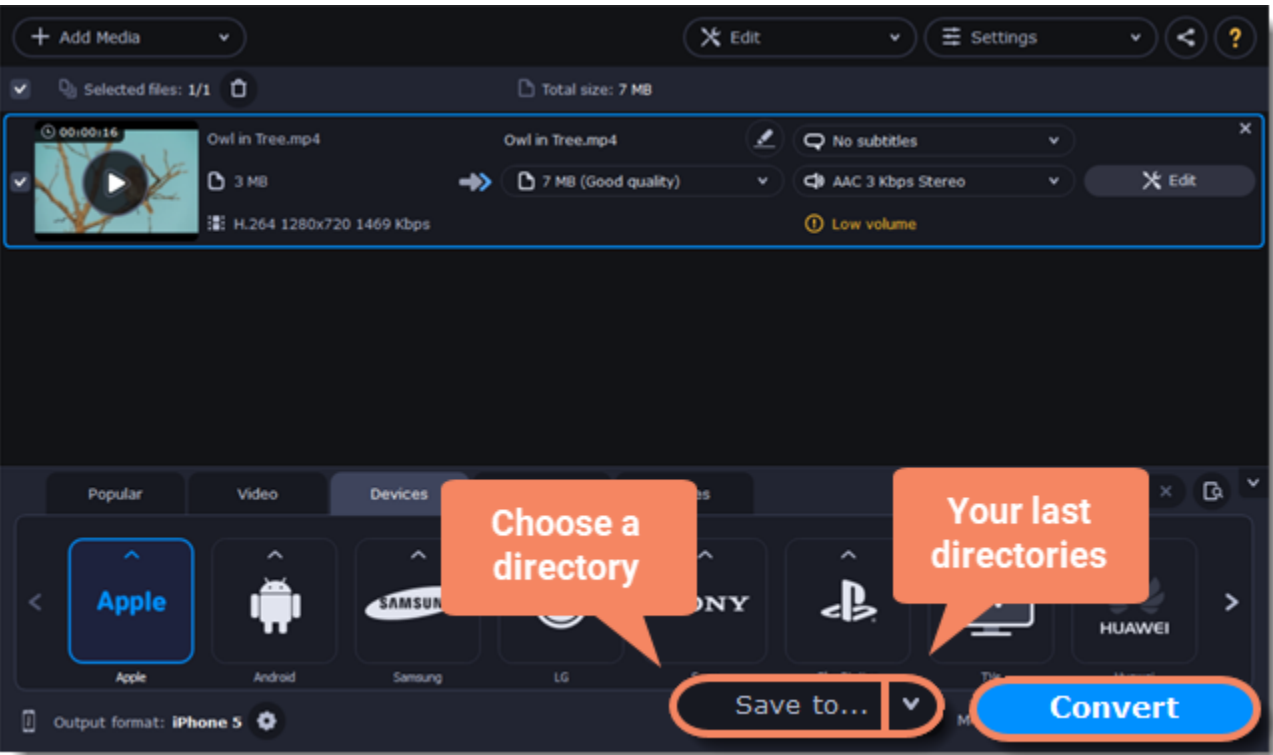 Add Media
Edit
Settings
?
Selected files: 1/1
Total size: 7 MB
00:00:16
Owl in Tree.mp4
Owl in Tree.mp4
No subtitles
3 MB
7 MB (Good quality)
AAC 3 Kbps Stereo
Edit
H.264 1280x720 1469 Kbps
Low volume
Popular
Video
Devices
Choose a
directory
Your last
directories
Apple
HUAWEI
Apple
Android
Samsung
LG
Save to...
Convert
Output format: iPhone 5